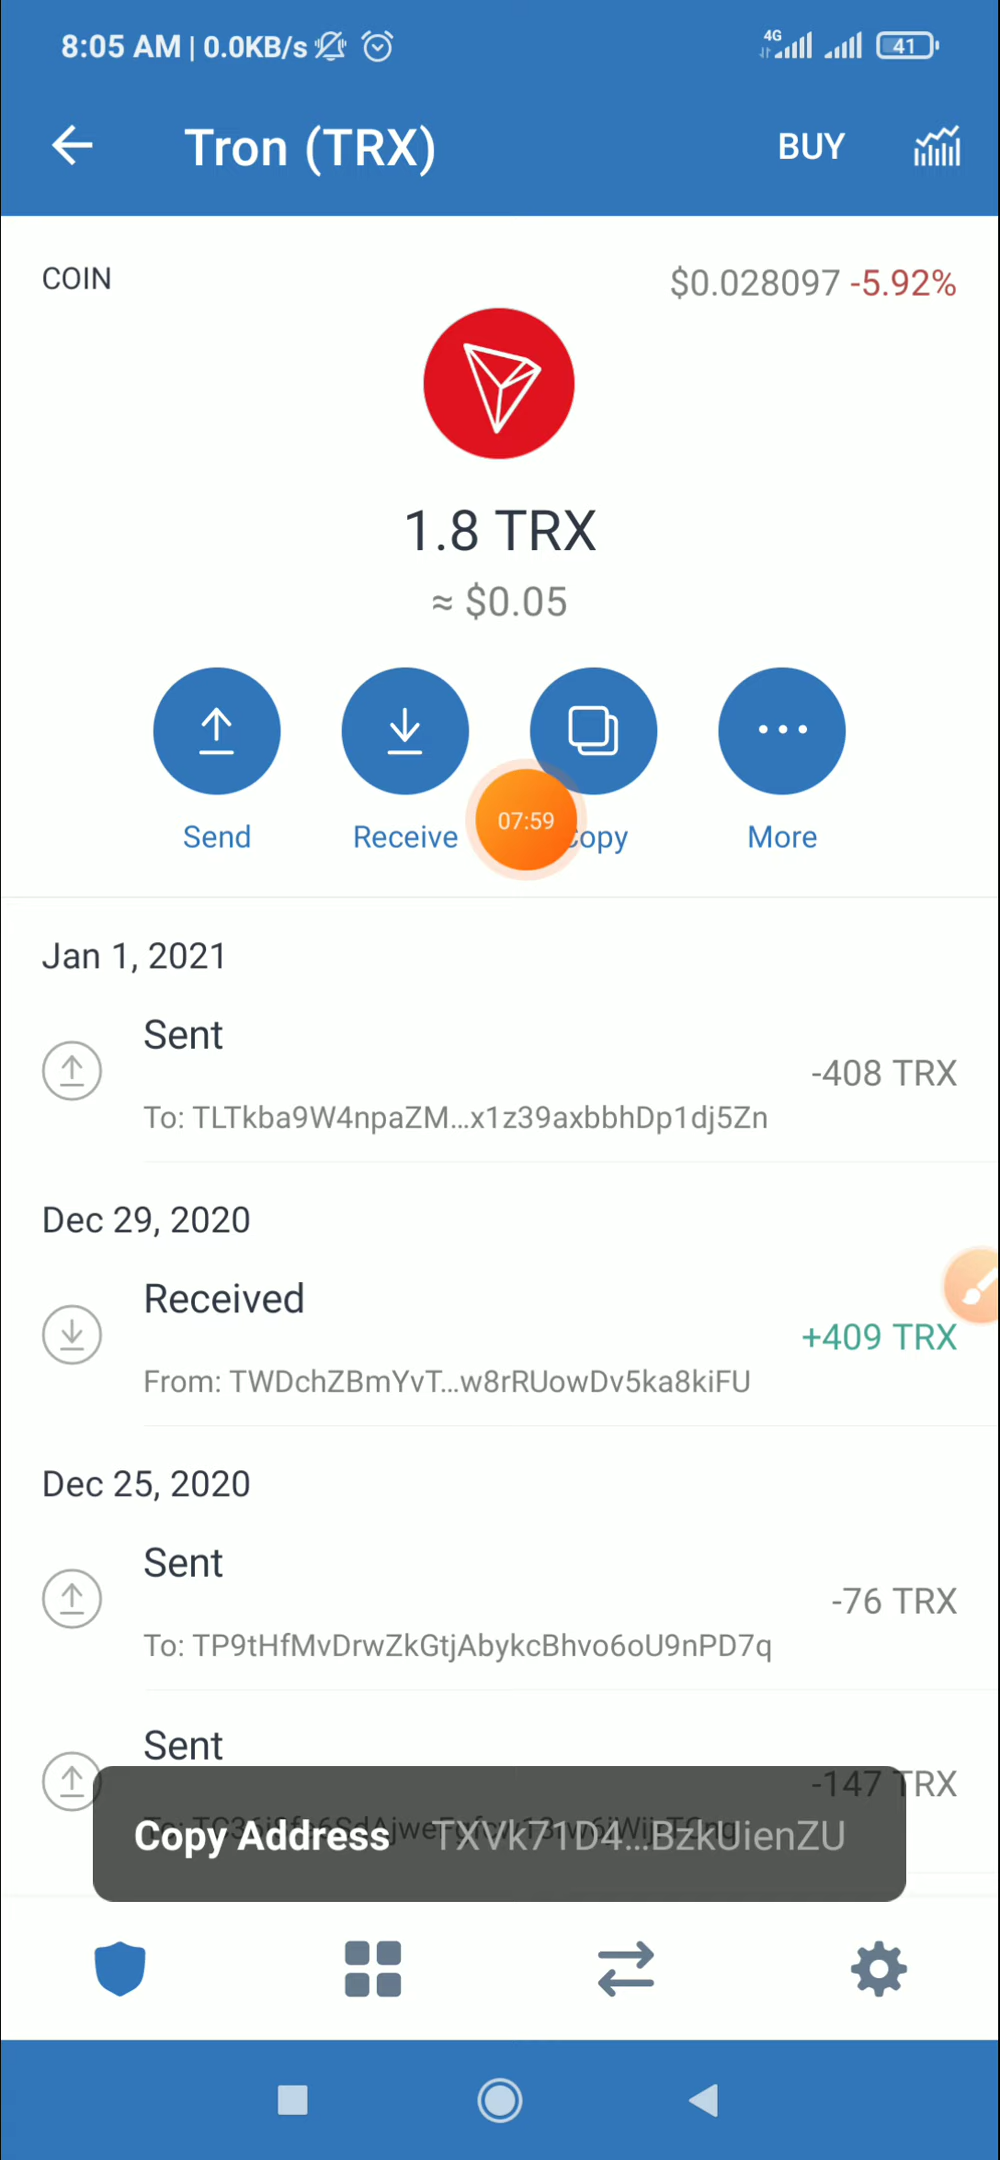 8:05 AM | 0.0KB/s 4G 41
Tron (TRX) BUY
COIN $0.028097 -5.92%
1.8 TRX
≈ $0.05
Send Receive 07:59 Copy More
Jan 1, 2021
Sent
-408 TRX
To: TLTkba9W4npaZM...x1z39axbbhDp1dj5Zn
Dec 29, 2020
Received
+409 TRX
From: TWDchZBmYvT...w8rRUowDv5ka8kiFU
Dec 25, 2020
Sent
-76 TRX
To: TP9tHfMvDrwZkGtjAbykcBhvo6oU9nPD7q
Sent
-147 TRX
Copy Address TXVk71D4...BzkUienZU